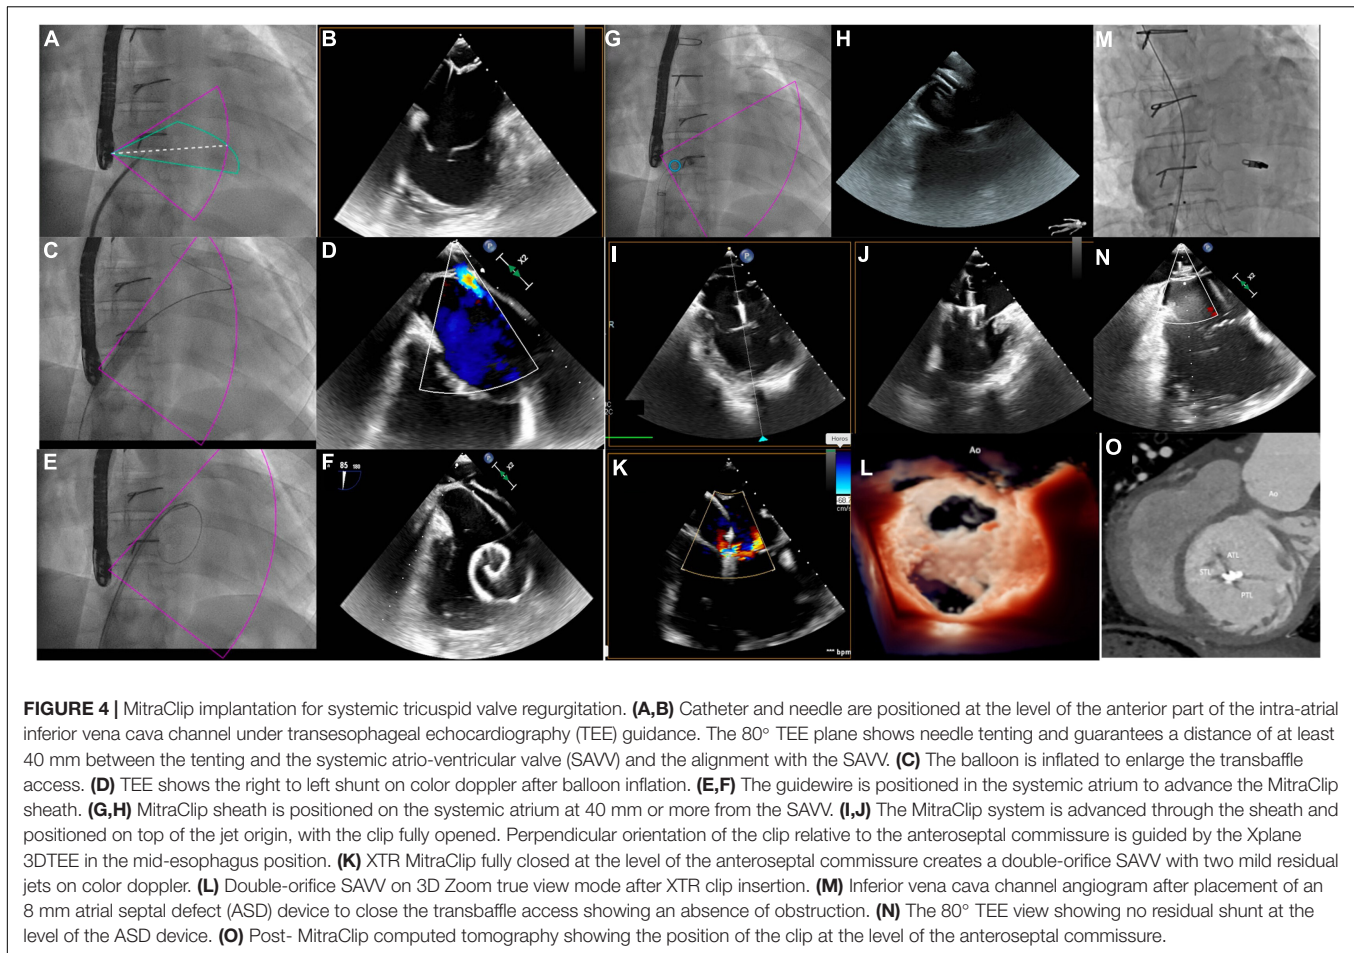 A
B
G
H
M
C
D
X2
P
I
P
J
N
X2
R
E
F
85
180
X2
P
Horos
K
-68.7
cm/s
*** bpm
L
Ao
O
Ao
ATL
STL
PTL
FIGURE 4 | MitraClip implantation for systemic tricuspid valve regurgitation. (A,B) Catheter and needle are positioned at the level of the anterior part of the intra-atrial
inferior vena cava channel under transesophageal echocardiography (TEE) guidance. The 80° TEE plane shows needle tenting and guarantees a distance of at least
40 mm between the tenting and the systemic atrio-ventricular valve (SAVV) and the alignment with the SAVV. (C) The balloon is inflated to enlarge the transbaffle
access. (D) TEE shows the right to left shunt on color doppler after balloon inflation. (E,F) The guidewire is positioned in the systemic atrium to advance the MitraClip
sheath. (G,H) MitraClip sheath is positioned on the systemic atrium at 40 mm or more from the SAVV. (I,J) The MitraClip system is advanced through the sheath and
positioned on top of the jet origin, with the clip fully opened. Perpendicular orientation of the clip relative to the anteroseptal commissure is guided by the Xplane
3DTEE in the mid-esophagus position. (K) XTR MitraClip fully closed at the level of the anteroseptal commissure creates a double-orifice SAVV with two mild residual
jets on color doppler. (L) Double-orifice SAVV on 3D Zoom true view mode after XTR clip insertion. (M) Inferior vena cava channel angiogram after placement of an
8 mm atrial septal defect (ASD) device to close the transbaffle access showing an absence of obstruction. (N) The 80° TEE view showing no residual shunt at the
level of the ASD device. (O) Post- MitraClip computed tomography showing the position of the clip at the level of the anteroseptal commissure.